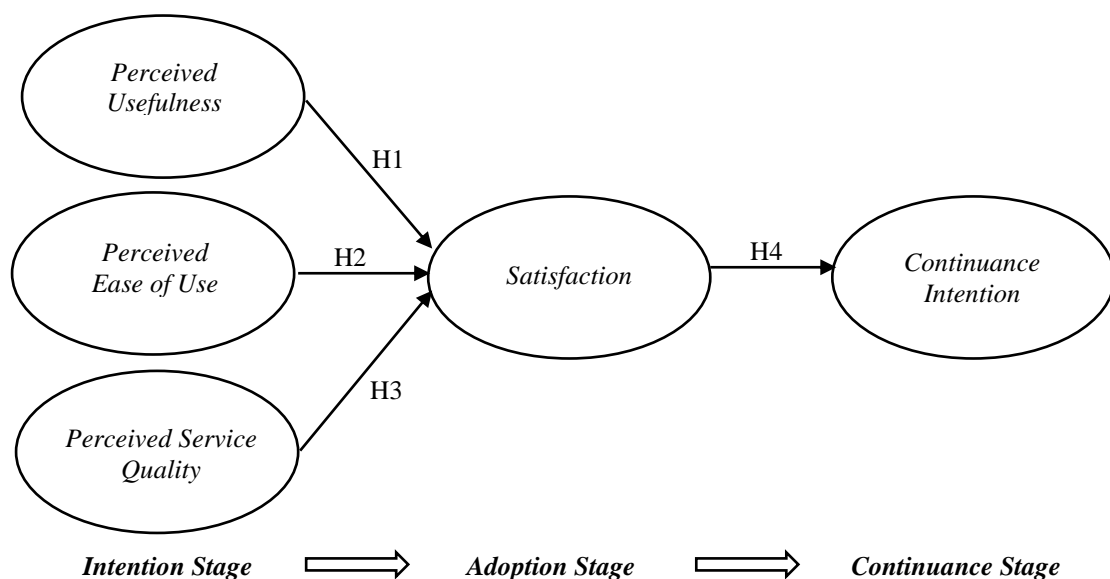 Perceived
Usefulness
H1
Perceived
Ease of Use
H2
Satisfaction
H4
Continuance
Intention
H3
Perceived Service
Quality
Intention Stage
Adoption Stage
Continuance Stage